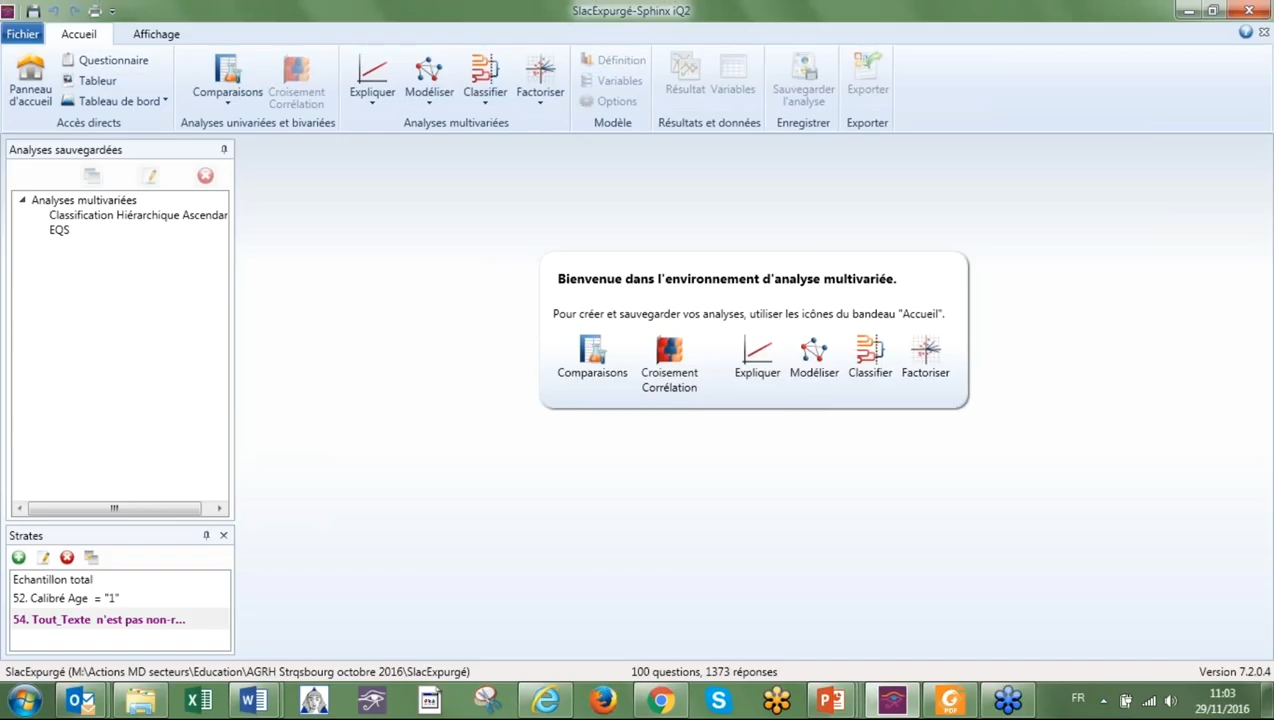 SlacExpurgé-Sphinx iQ2
Fichier Accueil Affichage
Panneau d'accueil
Questionnaire
Tableur
Tableau de bord
Accès directs
Comparaisons
Croisement Corrélation
Analyses univariées et bivariées
Expliquer Modéliser Classifier Factoriser
Analyses multivariées
Définition
Variables
Options
Modèle
Résultat Variables
Résultats et données
Sauvegarder l'analyse
Enregistrer
Exporter
Exporter
Analyses sauvegardées
Analyses multivariées
Classification Hiérarchique Ascendar
EQS
Bienvenue dans l'environnement d'analyse multivariée.
Pour créer et sauvegarder vos analyses, utiliser les icônes du bandeau "Accueil".
Comparaisons Croisement Corrélation Expliquer Modéliser Classifier Factoriser
Strates
Echantillon total
52. Calibré Age = "1"
54. Tout_Texte n'est pas non-r...
SlacExpurgé (M:\Actions MD secteurs\Education\AGRH Strqsbourg octobre 2016\SlacExpurgé)
100 questions, 1373 réponses
Version 7.2.0.4
FR
11:03
29/11/2016